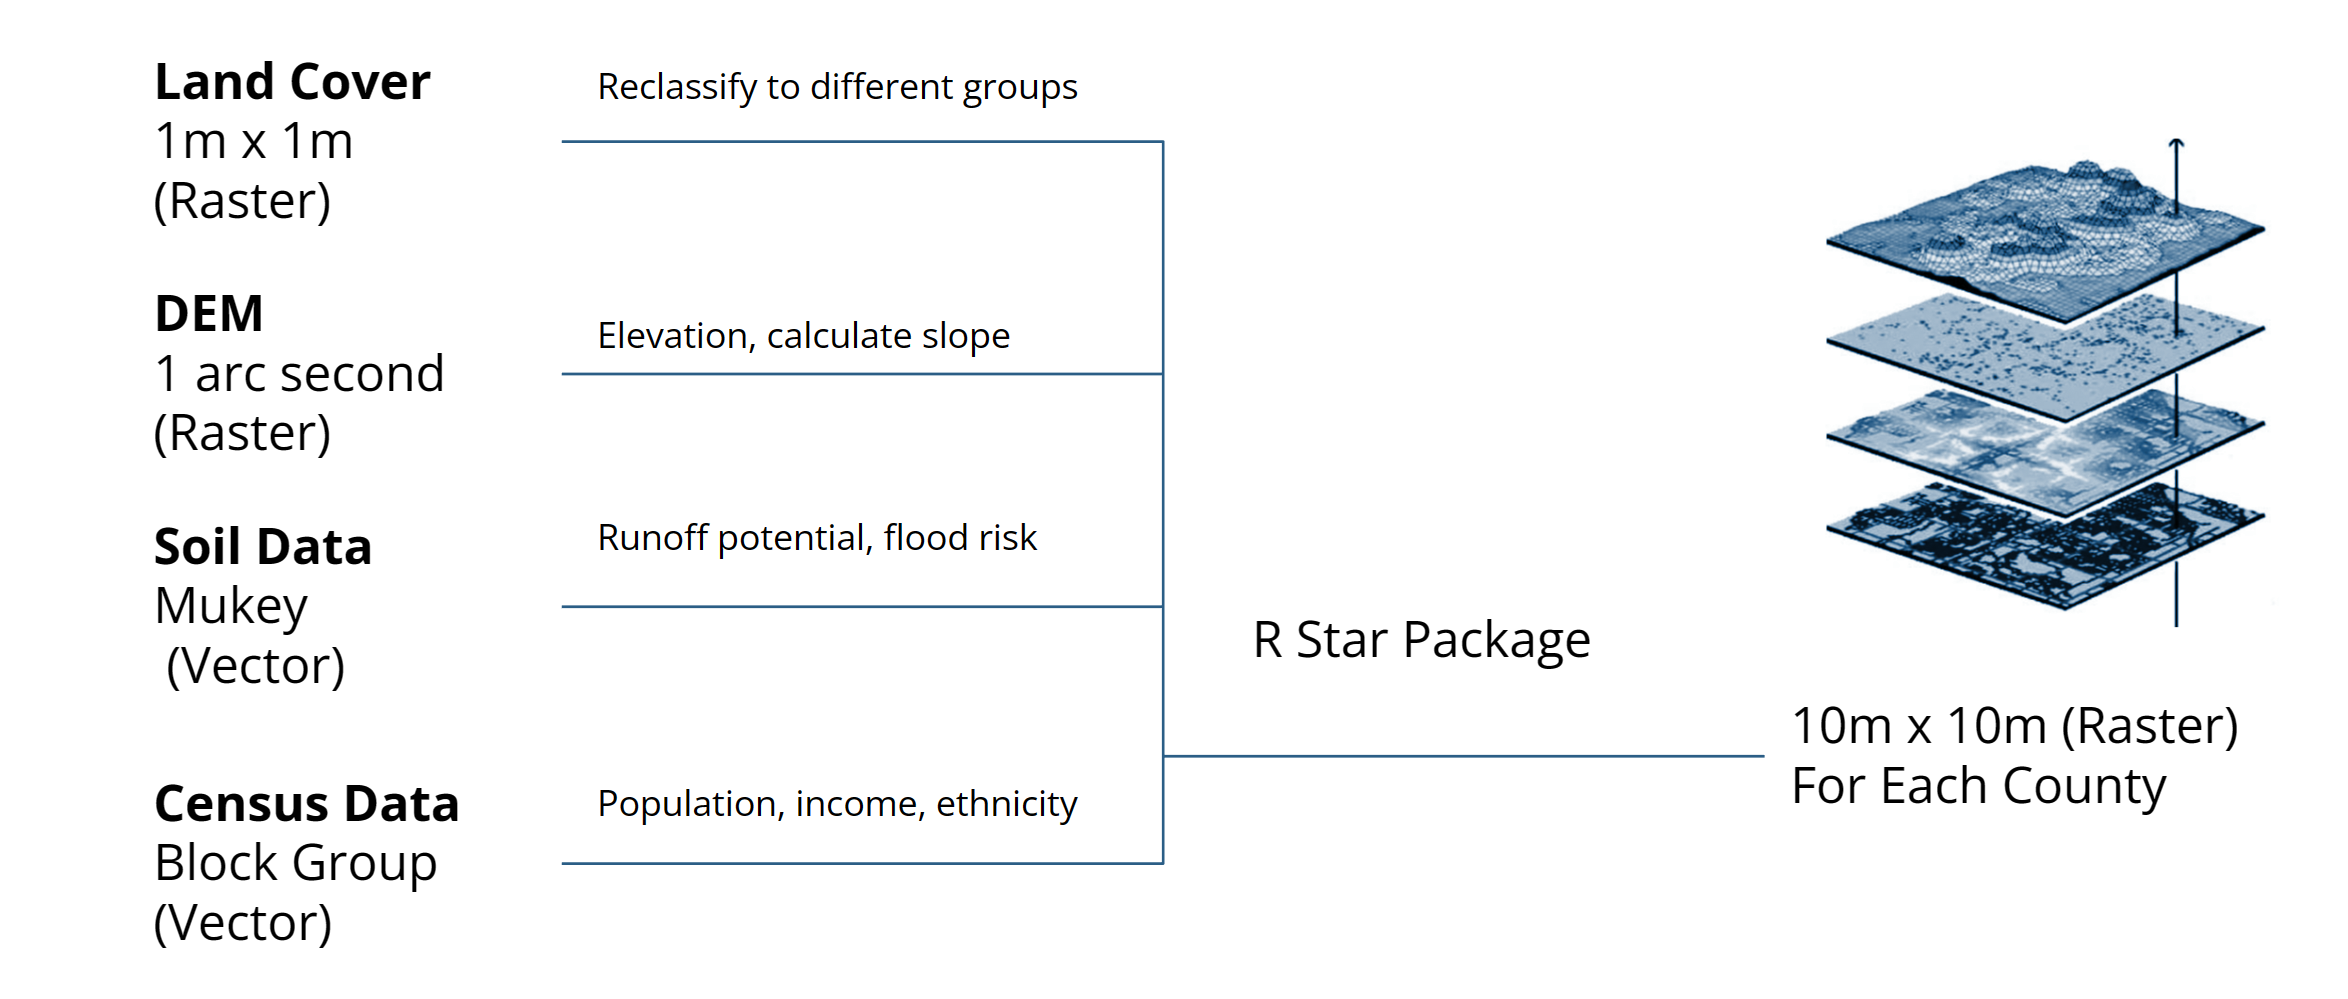 Land Cover
1m x 1m
(Raster)
Reclassify to different groups
DEM
1 arc second
(Raster)
Elevation, calculate slope
Soil Data
Mukey
(Vector)
Runoff potential, flood risk
Census Data
Block Group
(Vector)
Population, income, ethnicity
R Star Package
10m x 10m (Raster)
For Each County